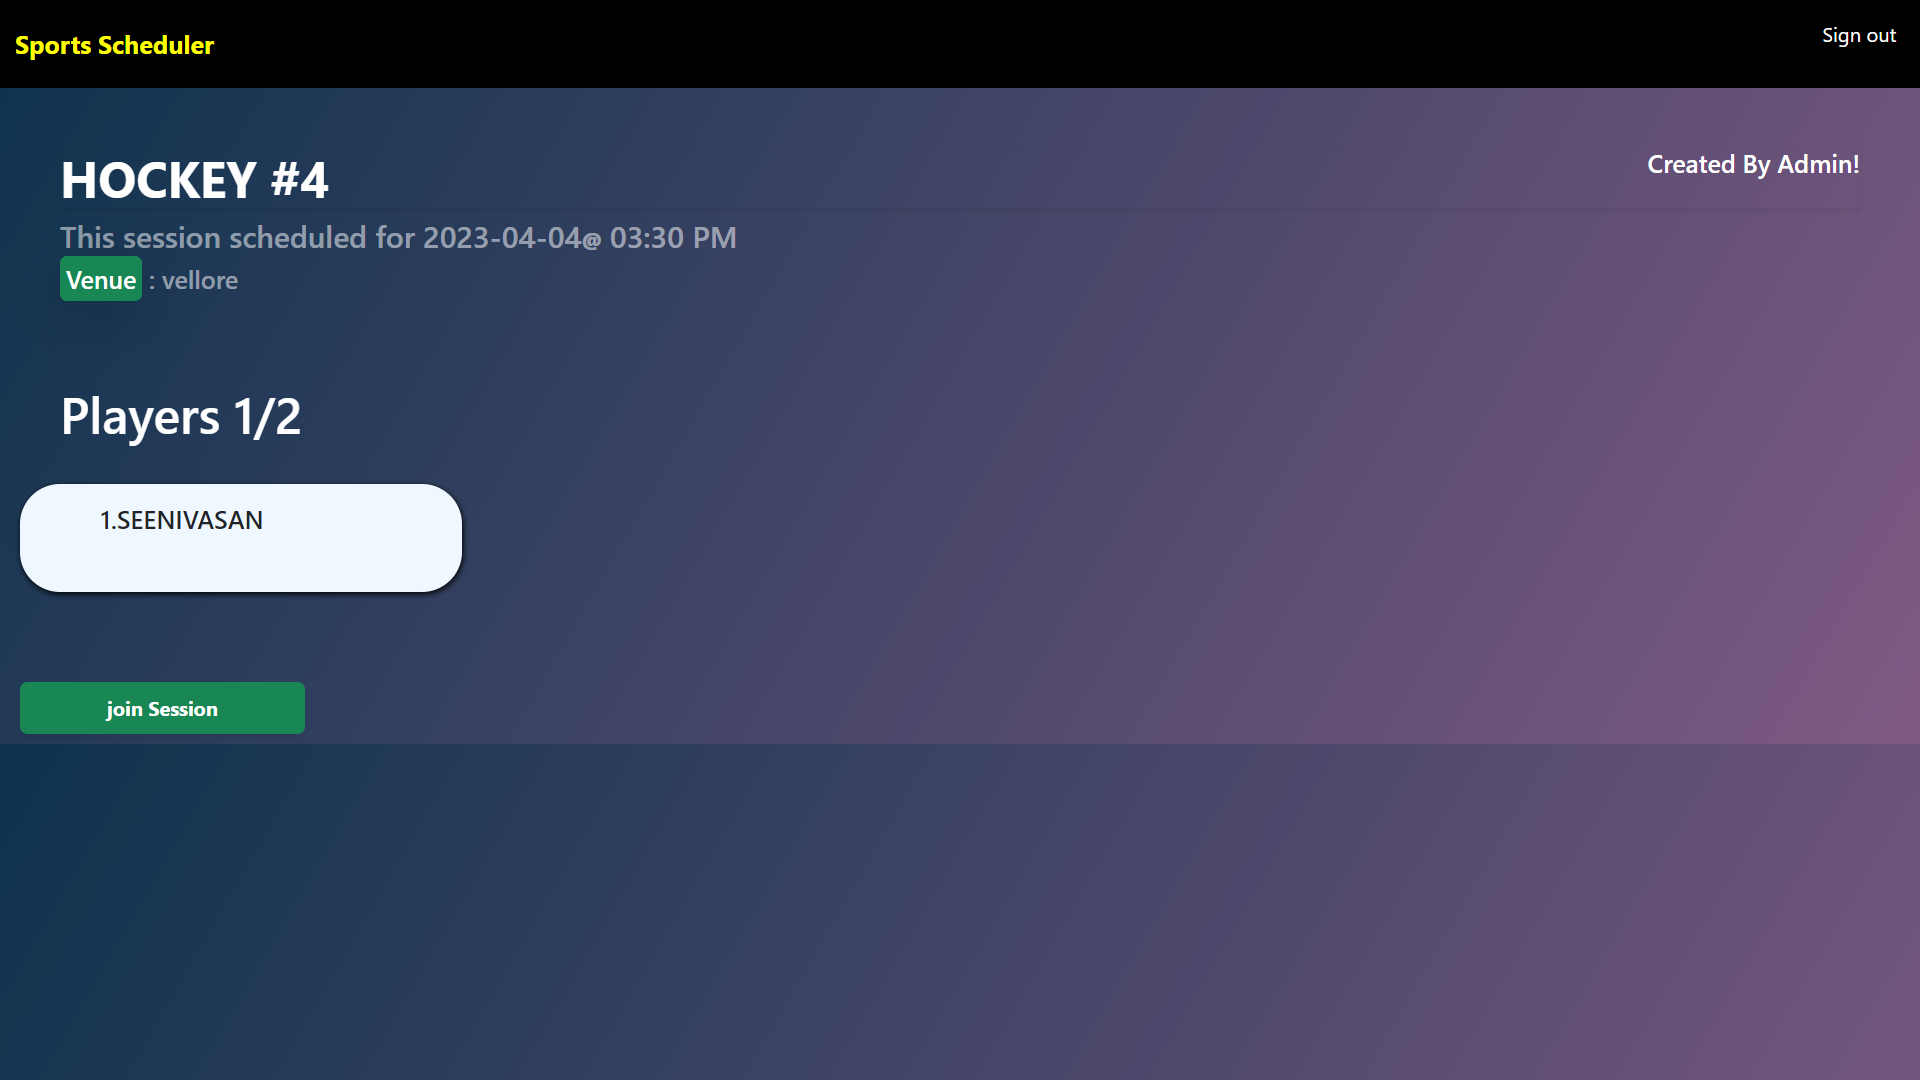 Sports Scheduler
Sign out
HOCKEY #4
Created By Admin!
This session scheduled for 2023-04-04@ 03:30 PM
Venue : vellore
Players 1/2
1.SEENIVASAN
join Session